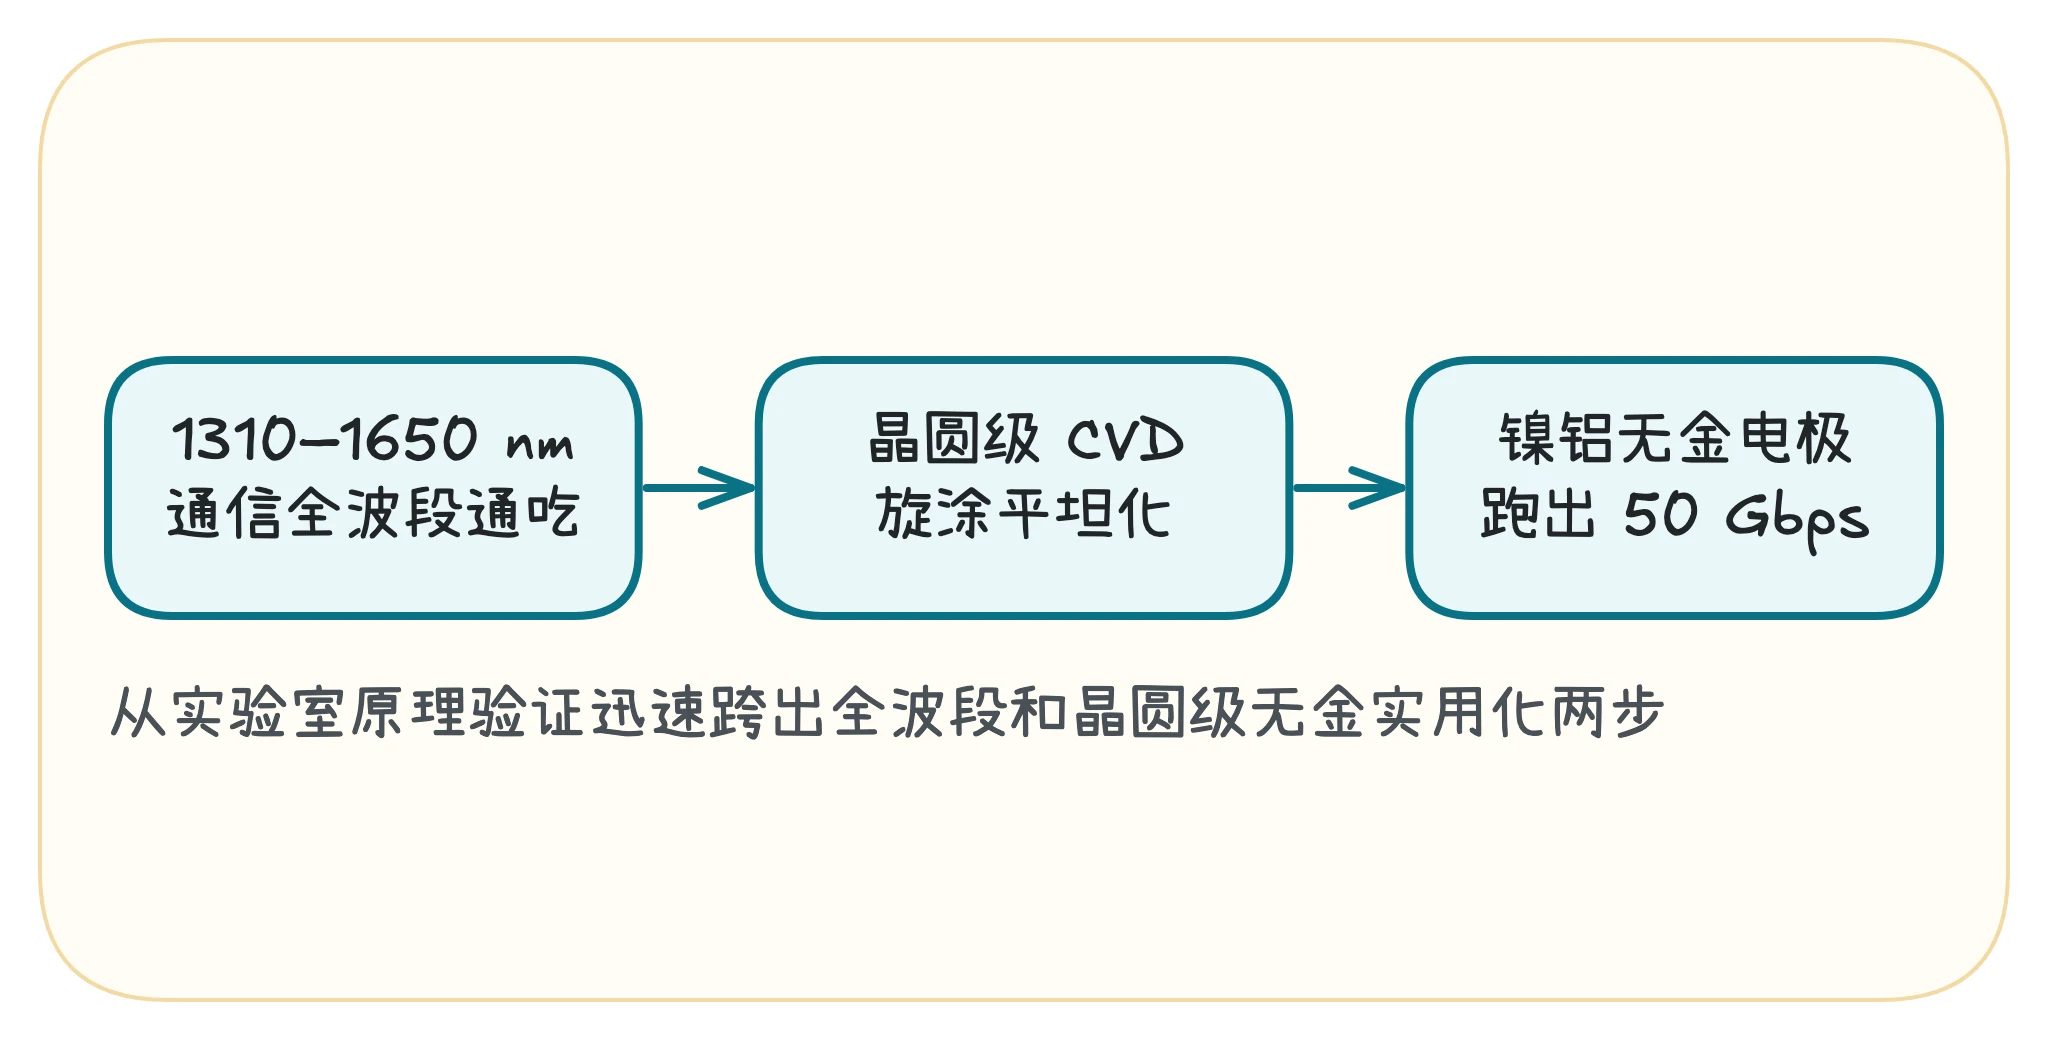 1310–1650 nm
通信全波段通吃
晶圆级 CVD
旋涂平坦化
镍铝无金电极
跑出 50 Gbps
从实验室原理验证迅速跨出全波段和晶圆级无金实用化两步